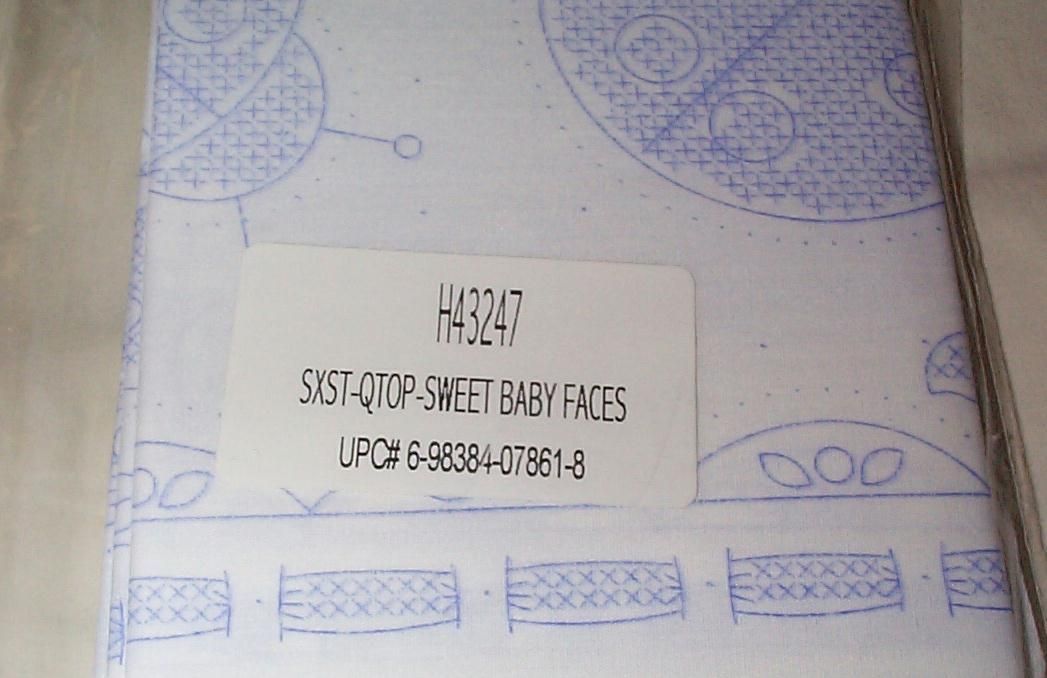 H43247
SXST-QTOP-SWEET BABY FACES
UPC# 6-98384-07861-8